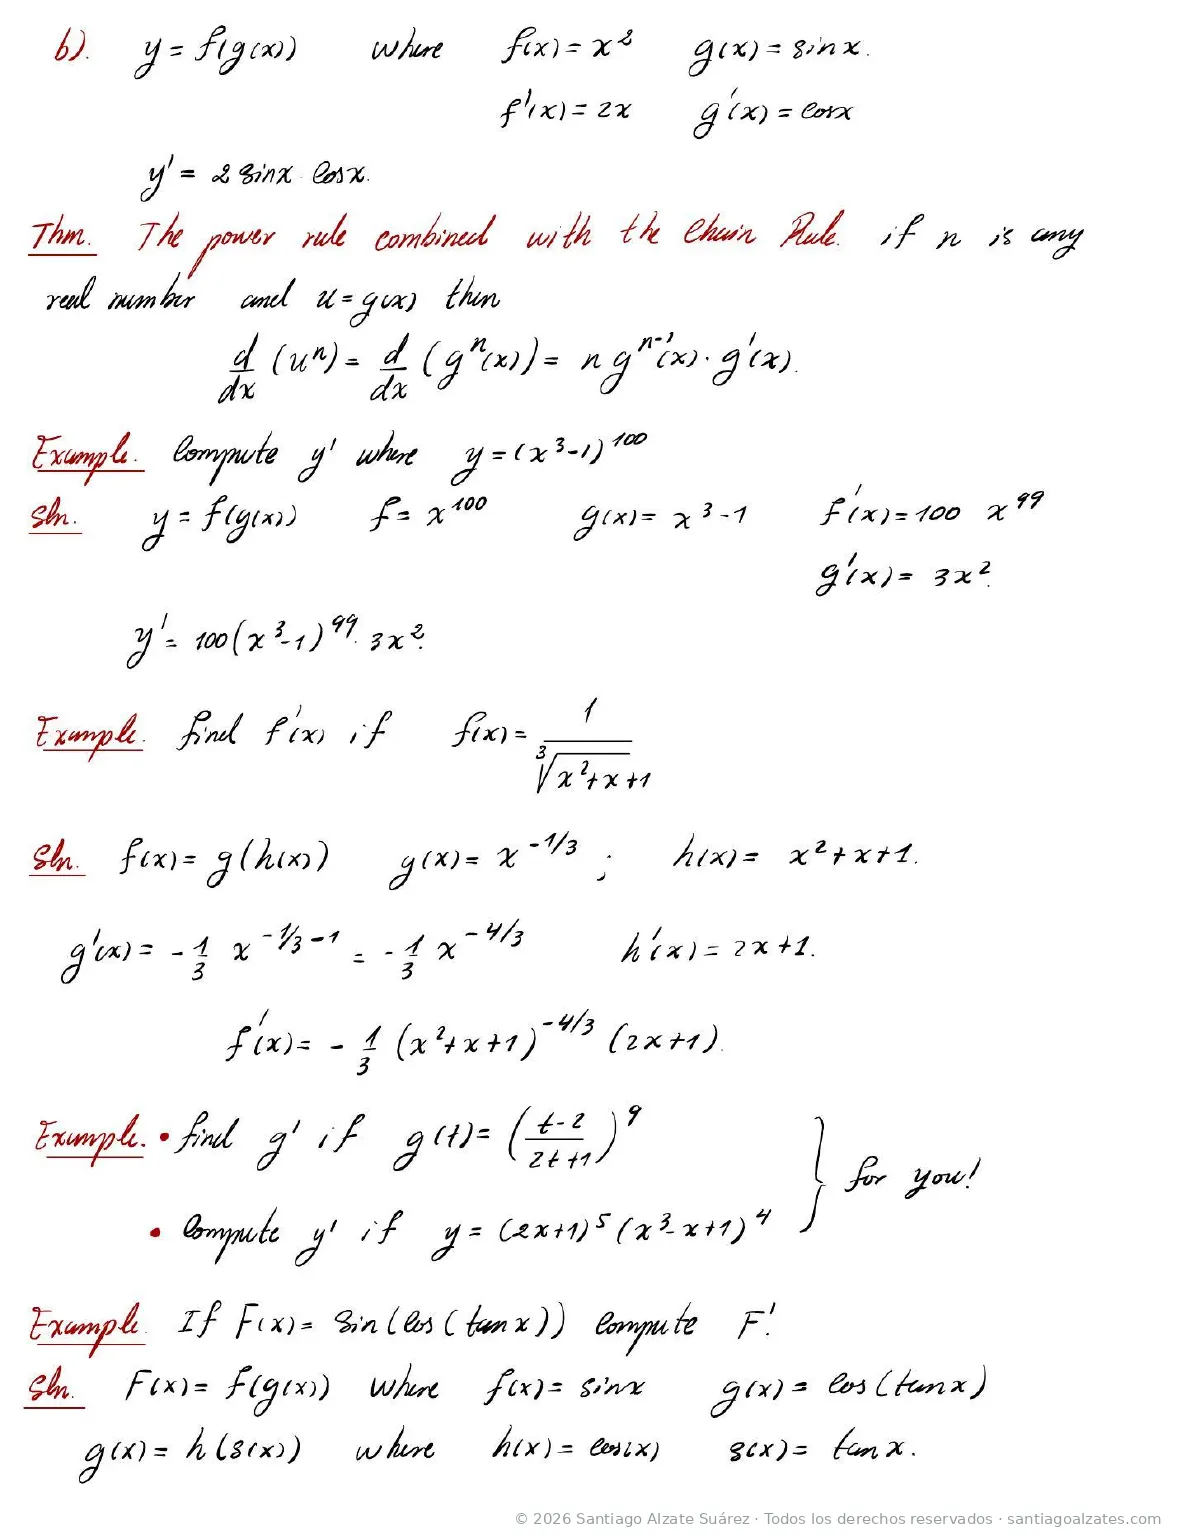 b). y = f(g(x)) where f(x) = x² g(x) = sin x.
f'(x) = 2x g'(x) = cos x
y' = 2 sin x · cos x.
Thm. The power rule combined with the Chain Rule. if n is any
real number and u = g(x) then
d/dx (uⁿ) = d/dx (gⁿ(x)) = n gⁿ⁻¹(x) · g'(x).
Example. Compute y' where y = (x³-1)¹⁰⁰
Sln. y = f(g(x)) f = x¹⁰⁰ g(x) = x³-1 f'(x) = 100 x⁹⁹
g'(x) = 3x².
y' = 100(x³-1)⁹⁹ · 3x².
Example. Find f'(x) if f(x) = 1/∛(x²+x+1)
Sln. f(x) = g(h(x)) g(x) = x^(-1/3) ; h(x) = x²+x+1.
g'(x) = -1/3 x^(-1/3-1) = -1/3 x^(-4/3) h'(x) = 2x+1.
f'(x) = -1/3 (x²+x+1)^(-4/3) (2x+1).
Example. • find g' if g(t) = ((t-2)/(2t+1))⁹
for you!
• Compute y' if y = (2x+1)⁵ (x³-x+1)⁴
Example. If F(x) = sin(cos(tan x)) compute F'.
Sln. F(x) = f(g(x)) where f(x) = sin x g(x) = cos(tan x)
g(x) = h(s(x)) where h(x) = cos(x) s(x) = tan x.
© 2026 Santiago Alzate Suárez · Todos los derechos reservados · santiagoalzates.com